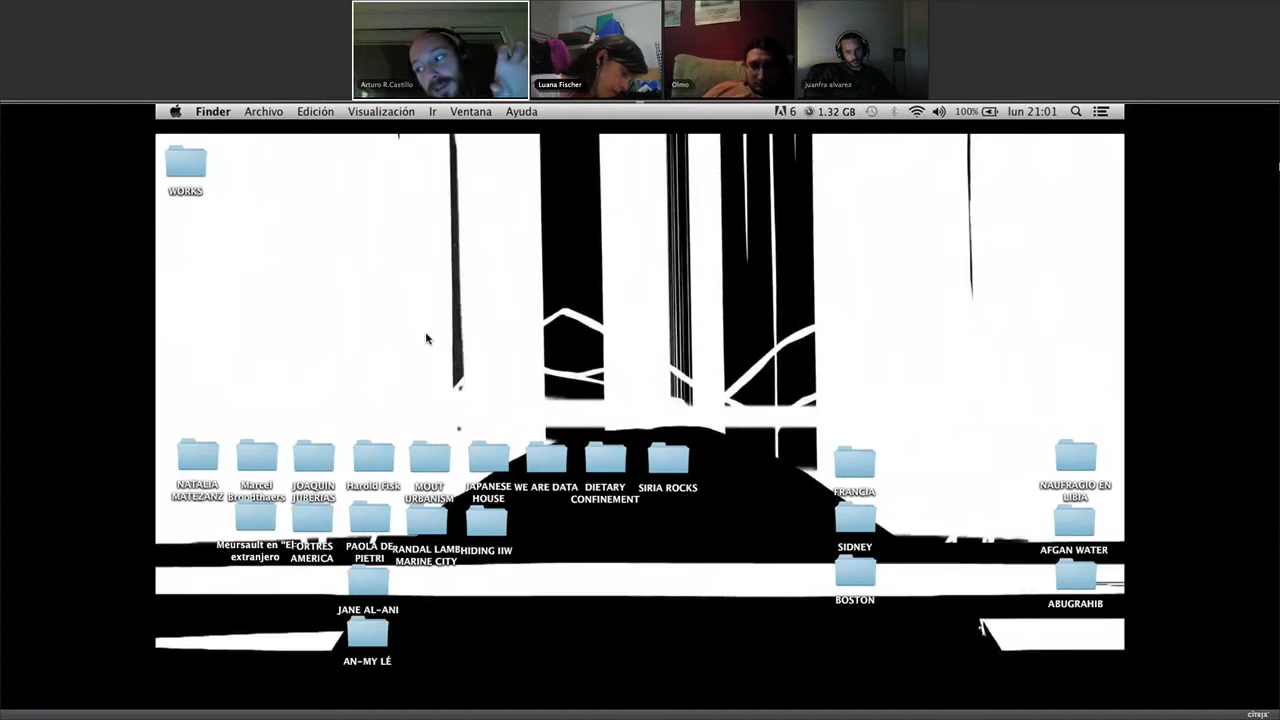 Arturo R.Castillo
Luana Fischer
Olmo
juanfra alvarez
Finder Archivo Edición Visualización Ir Ventana Ayuda 6 1.32 GB 100% lun 21:01
WORKS
NATALIA
MATEZANZ
Marcel
Broodthaers
JOAQUIN
JUBERIAS
Harold Fisk
MOUT
URBANISM
JAPANESE
HOUSE
WE ARE DATA
DIETARY
CONFINEMENT
SIRIA ROCKS
FRANCIA
NAUFRAGIO EN
LIBIA
Meursault en "El
extranjero
FORTRES
AMERICA
PAOLA DE
PIETRI
RANDAL LAMB
MARINE CITY
HIDING IIW
SIDNEY
AFGAN WATER
JANE AL-ANI
BOSTON
ABUGRAHIB
AN-MY LÉ
CITRIX